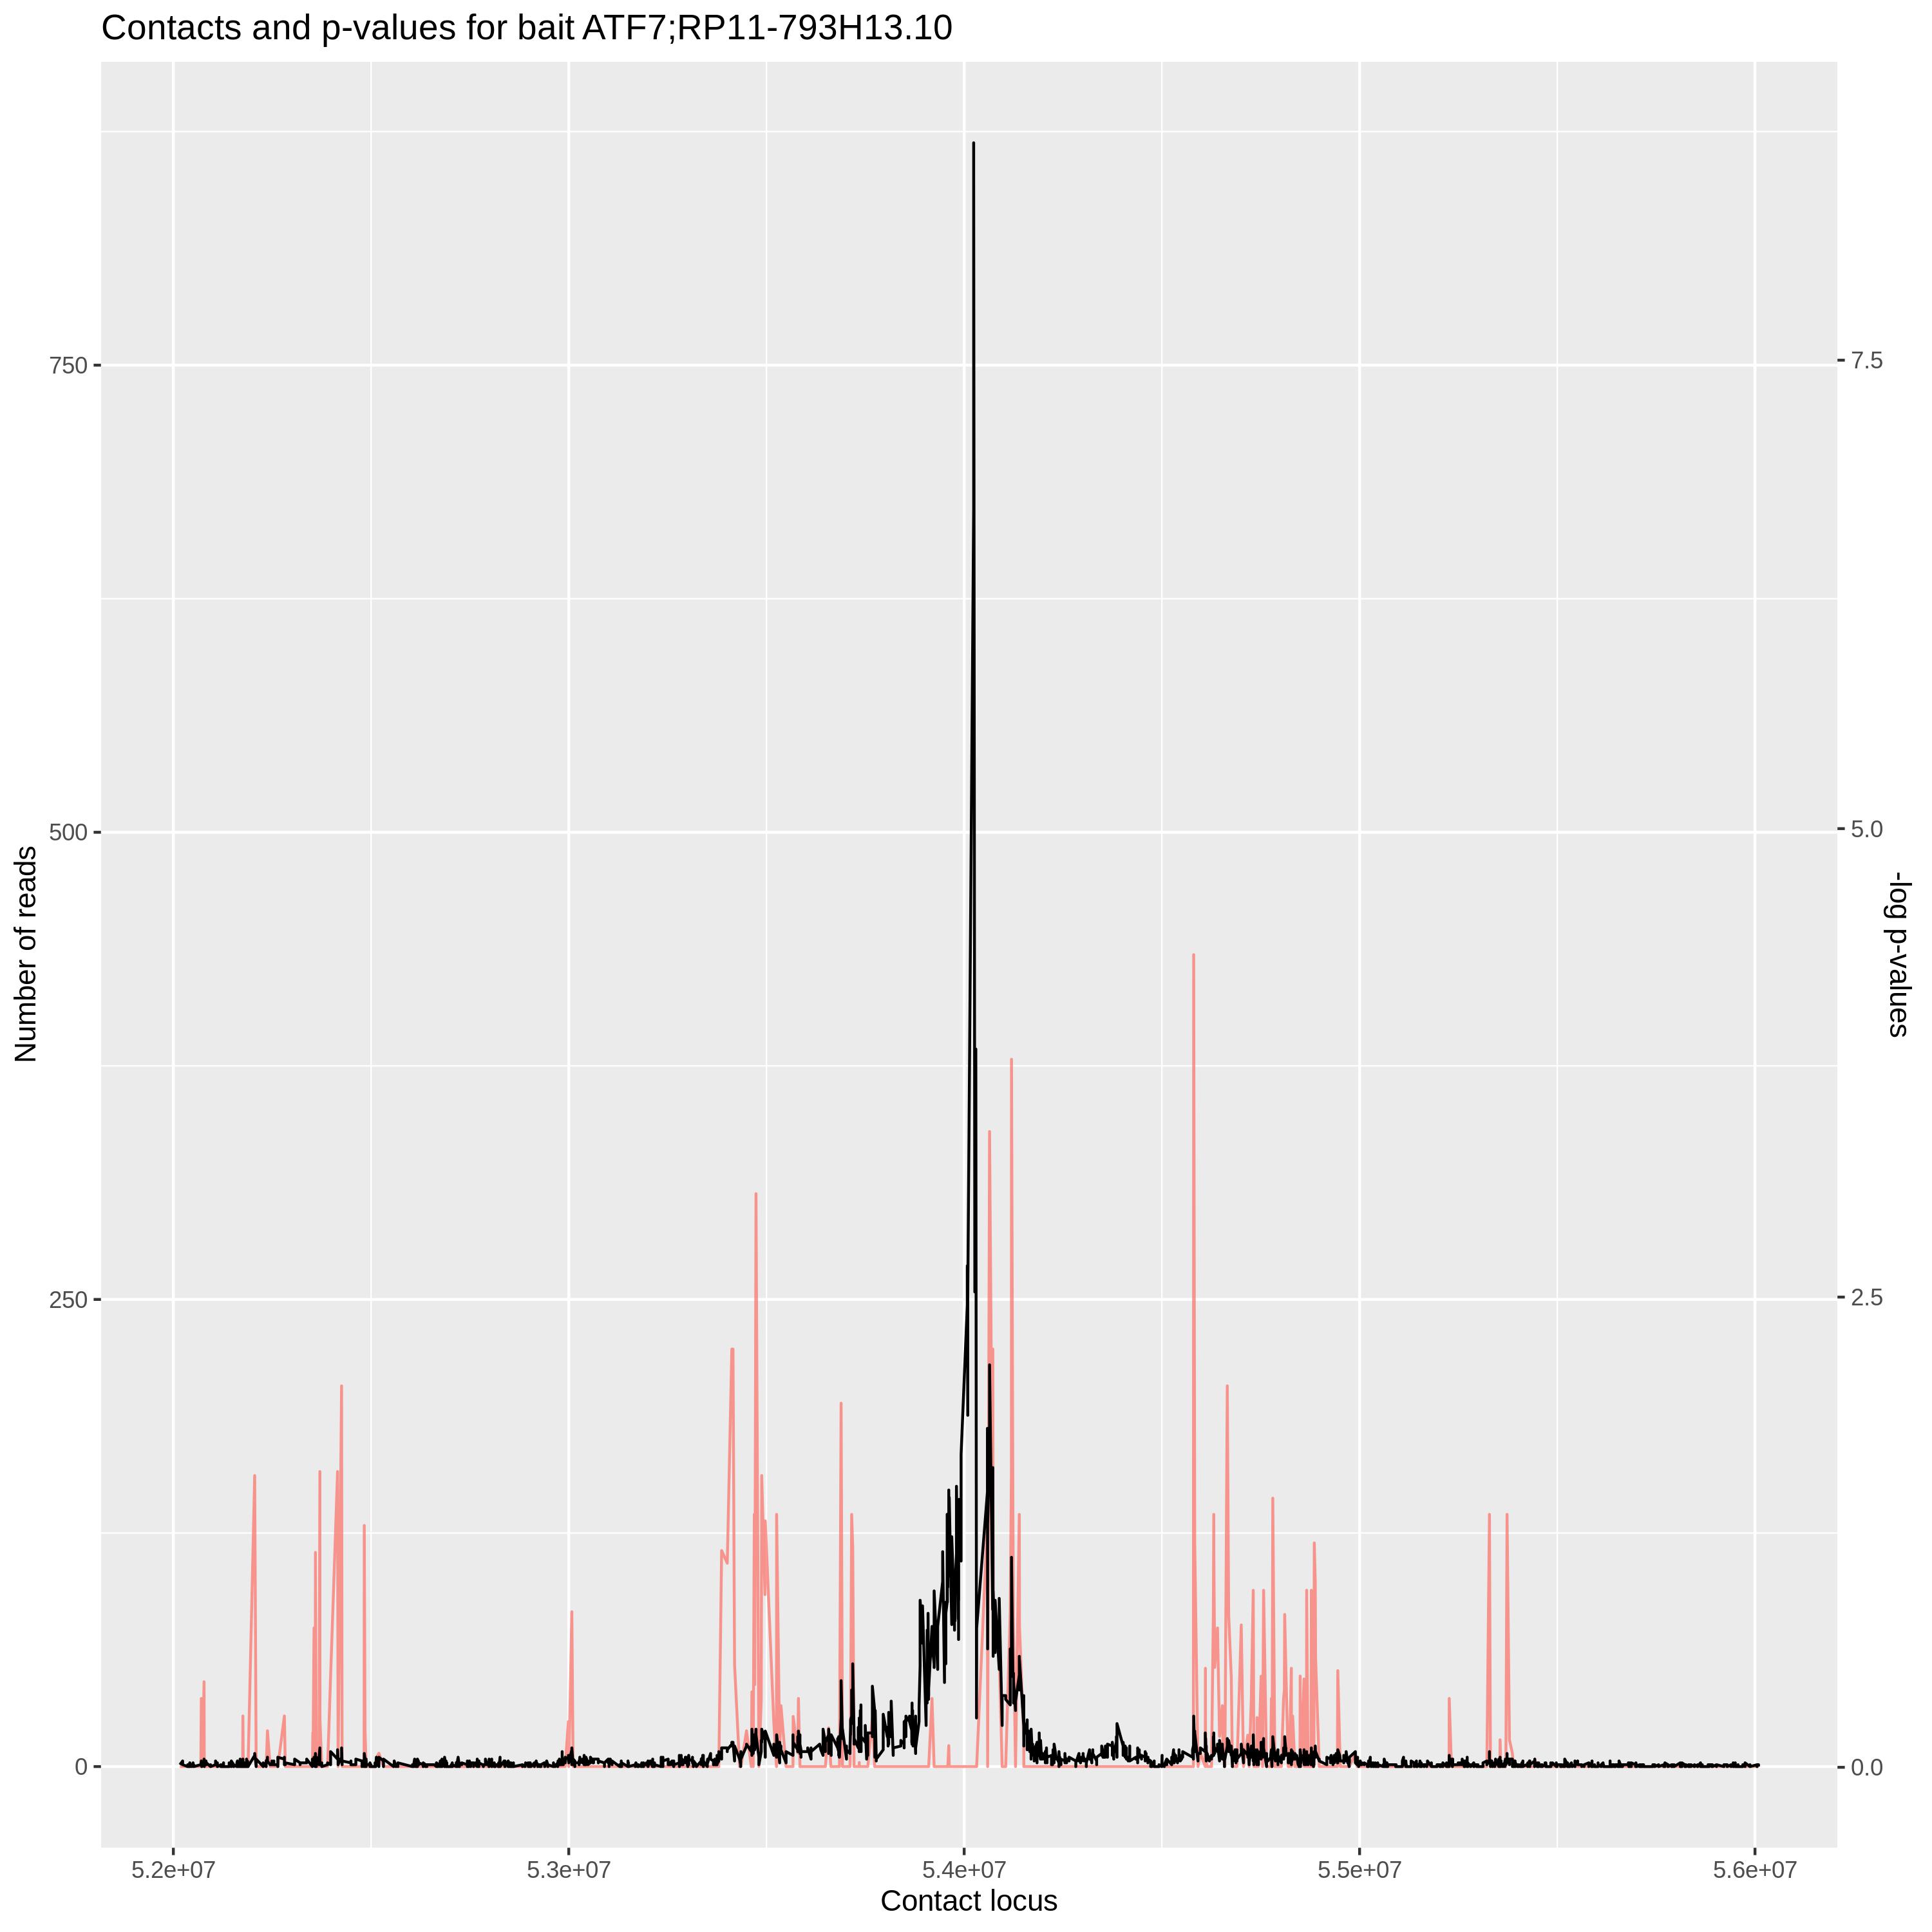 Contacts and p-values for bait ATF7;RP11-793H13.10
Number of reads
750
500
250
0
7.5
5.0
2.5
0.0
-log p-values
5.2e+07 5.3e+07 5.4e+07 5.5e+07 5.6e+07
Contact locus